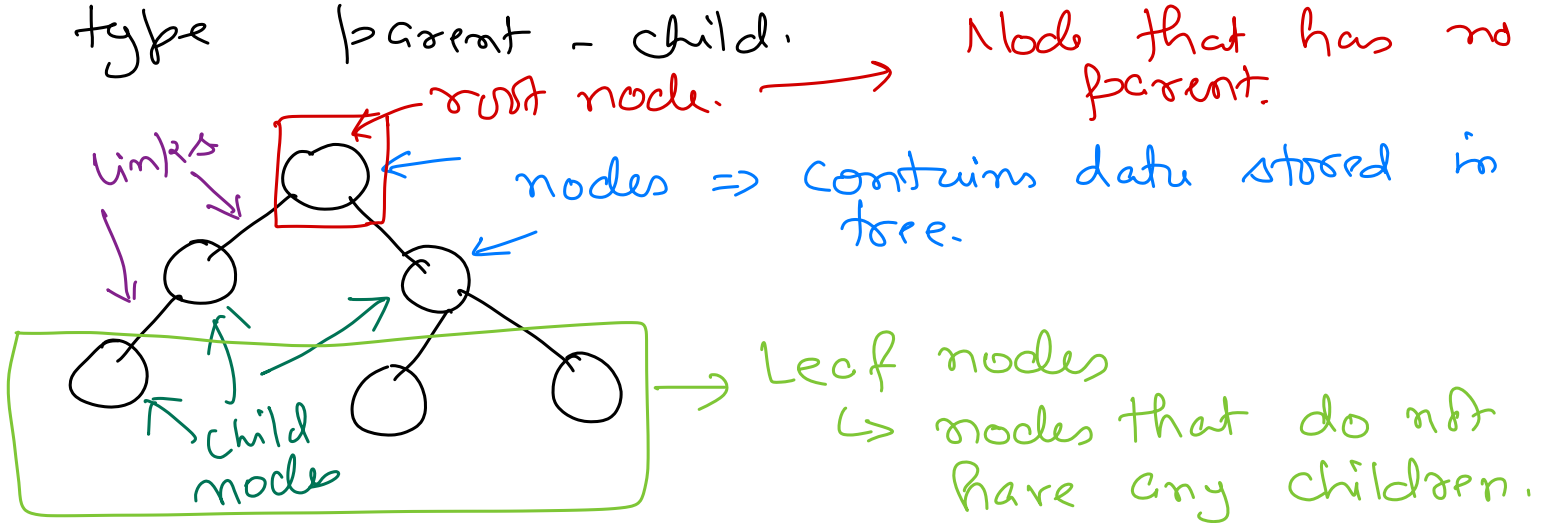 type parent - child.
root node. → Node that has no
parent.
links
nodes => contains data stored in
tree.
Leaf nodes
↳ nodes that do not
have any children.
child
nodes